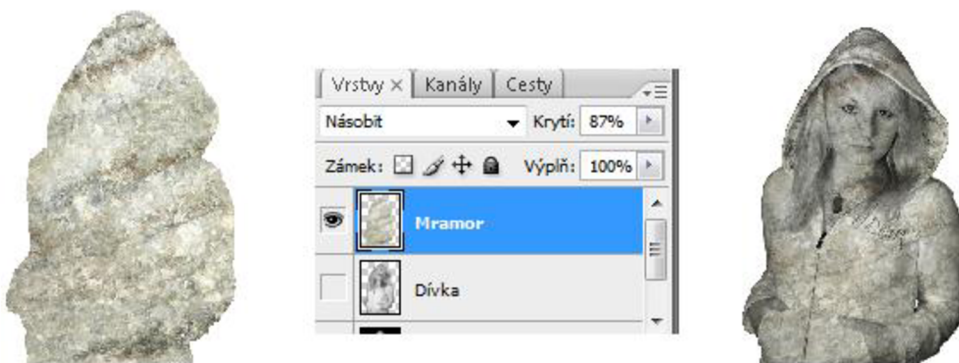 Vrstvy × Kanály Cesty
Násobit Krytí: 87%
Zámek: Výplň: 100%
Mramor
Dívka